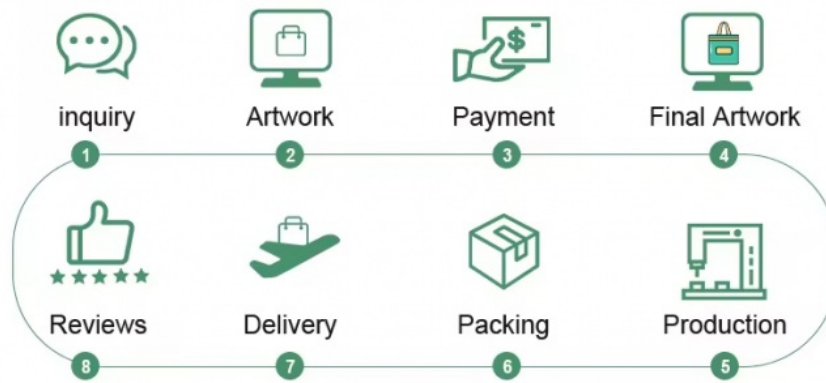 $
inquiry
Artwork
Payment
Final Artwork
1
2
3
4
Reviews
Delivery
Packing
Production
8
7
6
5